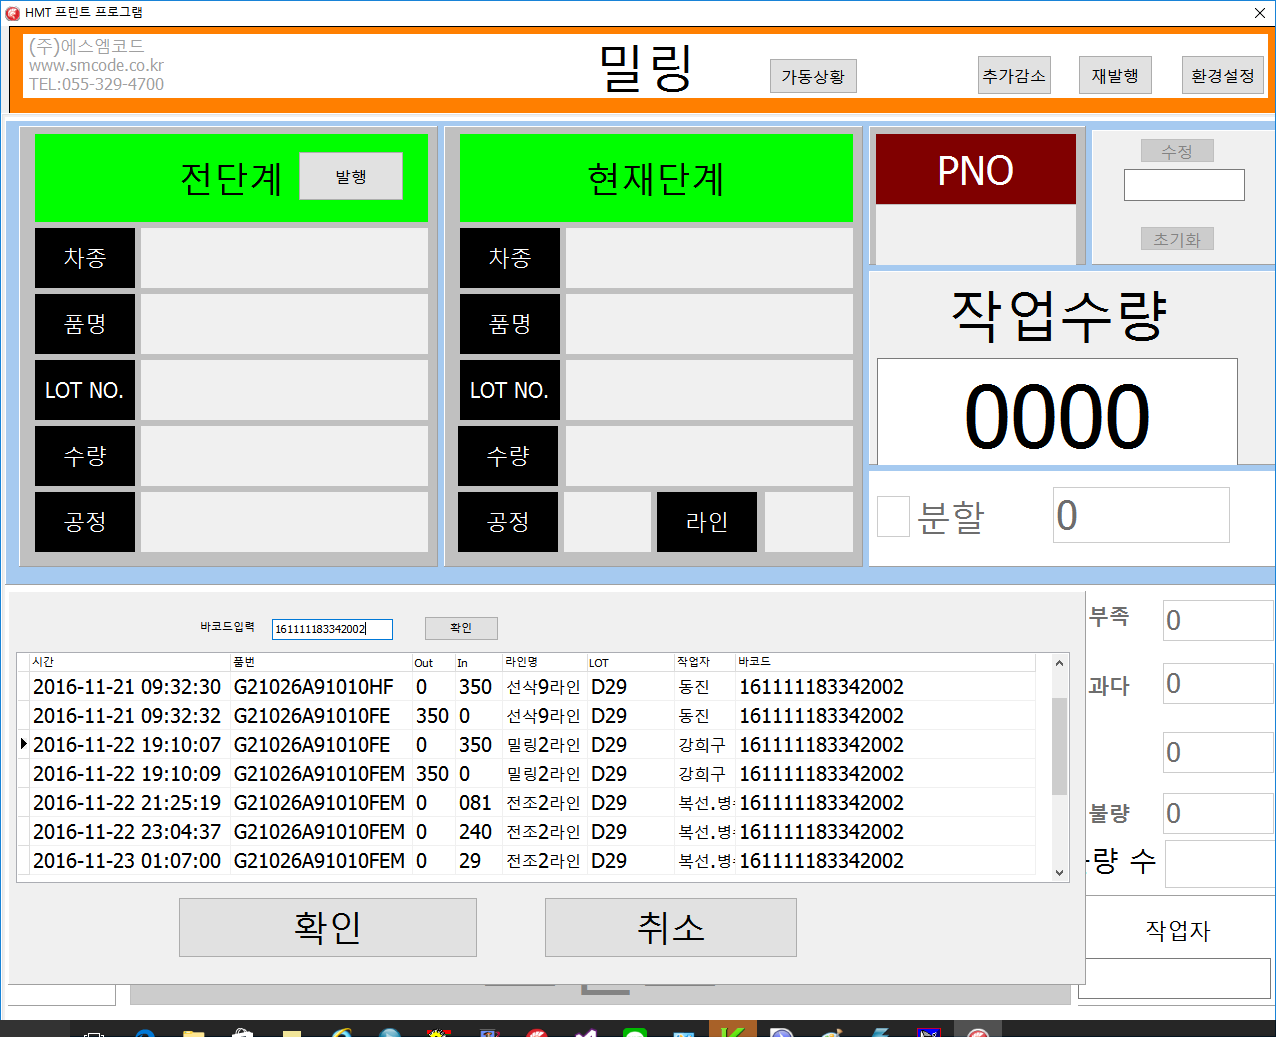 HMT 프린트 프로그램
(주)에스엠코드
www.smcode.co.kr
TEL:055-329-4700
밀링
가동상황
추가감소
재발행
환경설정
전단계
발행
현재단계
PNO
수정
초기화
차종
차종
품명
품명
작업수량
LOT NO.
LOT NO.
0000
수량
수량
공정
공정
라인
분할
0
바코드입력
161111183342002
확인
시간 품번 Out In 라인명 LOT 작업자 바코드
2016-11-21 09:32:30 G21026A91010HF 0 350 선삭9라인 D29 동진 161111183342002
2016-11-21 09:32:32 G21026A91010FE 350 0 선삭9라인 D29 동진 161111183342002
2016-11-22 19:10:07 G21026A91010FE 0 350 밀링2라인 D29 강희구 161111183342002
2016-11-22 19:10:09 G21026A91010FEM 350 0 밀링2라인 D29 강희구 161111183342002
2016-11-22 21:25:19 G21026A91010FEM 0 081 전조2라인 D29 복선.병 161111183342002
2016-11-22 23:04:37 G21026A91010FEM 0 240 전조2라인 D29 복선.병 161111183342002
2016-11-23 01:07:00 G21026A91010FEM 0 29 전조2라인 D29 복선.병 161111183342002
확인
취소
부족 0
과다 0
0
불량 0
량 수
작업자